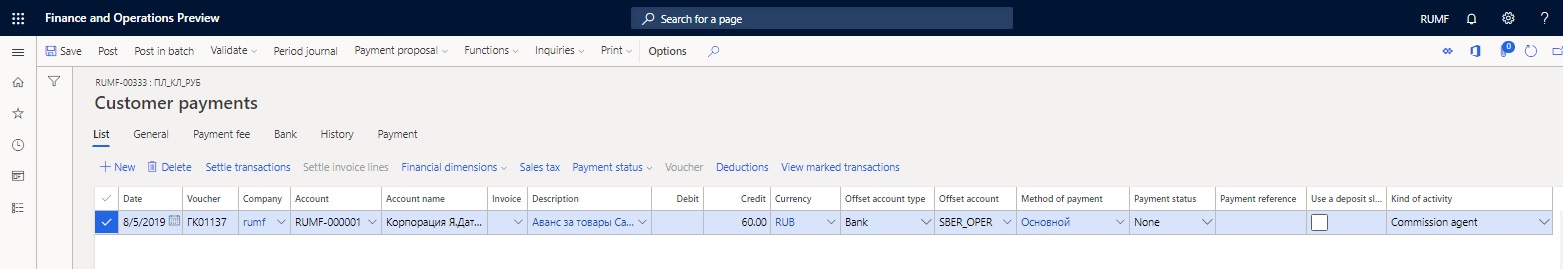 Finance and Operations Preview Search for a page RUMF ?
Save Post Post in batch Validate Period journal Payment proposal Functions Inquiries Print Options 0
RUMF-00333 : ПЛ_КЛ_РУБ
Customer payments
List General Payment fee Bank History Payment
New Delete Settle transactions Settle invoice lines Financial dimensions Sales tax Payment status Voucher Deductions View marked transactions
Date Voucher Company Account Account name Invoice Description Debit Credit Currency Offset account type Offset account Method of payment Payment status Payment reference Use a deposit sl... Kind of activity
8/5/2019 ГК01137 rumf RUMF-000001 Корпорация Я.Дат... Аванс за товары Са... 60.00 RUB Bank SBER_OPER Основной None Commission agent